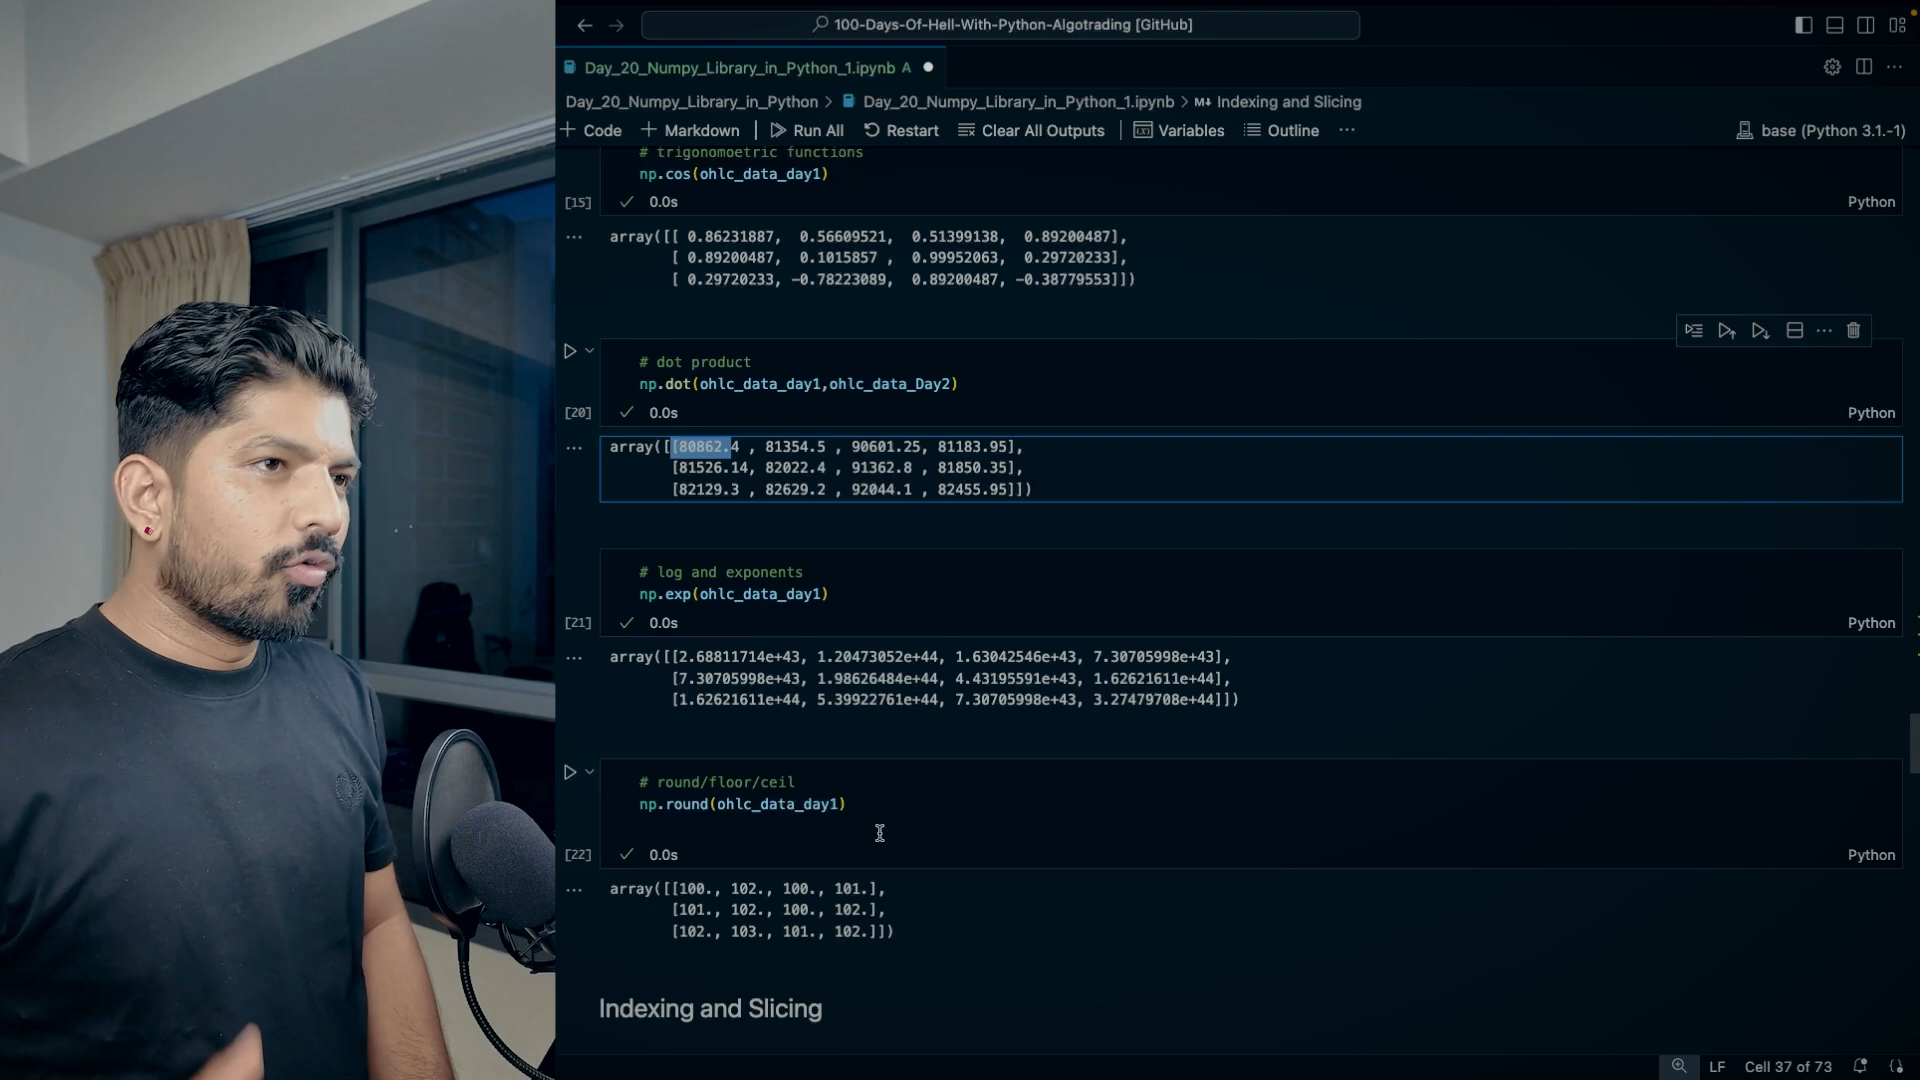 100-Days-Of-Hell-With-Python-Algotrading [GitHub]
Day_20_Numpy_Library_in_Python_1.ipynb A
Day_20_Numpy_Library_in_Python > Day_20_Numpy_Library_in_Python_1.ipynb > M↓ Indexing and Slicing
+ Code + Markdown | Run All Restart Clear All Outputs | Variables Outline ··· base (Python 3.1.-1)
# trigonomoetric functions
np.cos(ohlc_data_day1)
[15] ✓ 0.0s Python
··· array([[ 0.86231887, 0.56609521, 0.51399138, 0.89200487],
[ 0.89200487, 0.1015857 , 0.99952063, 0.29720233],
[ 0.29720233, -0.78223089, 0.89200487, -0.38779553]])
# dot product
np.dot(ohlc_data_day1,ohlc_data_Day2)
[20] ✓ 0.0s Python
··· array([[80862.4 , 81354.5 , 90601.25, 81183.95],
[81526.14, 82022.4 , 91362.8 , 81850.35],
[82129.3 , 82629.2 , 92044.1 , 82455.95]])
# log and exponents
np.exp(ohlc_data_day1)
[21] ✓ 0.0s Python
··· array([[2.68811714e+43, 1.20473052e+44, 1.63042546e+43, 7.30705998e+43],
[7.30705998e+43, 1.98626484e+44, 4.43195591e+43, 1.62621611e+44],
[1.62621611e+44, 5.39922761e+44, 7.30705998e+43, 3.27479708e+44]])
# round/floor/ceil
np.round(ohlc_data_day1)
[22] ✓ 0.0s Python
··· array([[100., 102., 100., 101.],
[101., 102., 100., 102.],
[102., 103., 101., 102.]])
Indexing and Slicing
LF Cell 37 of 73